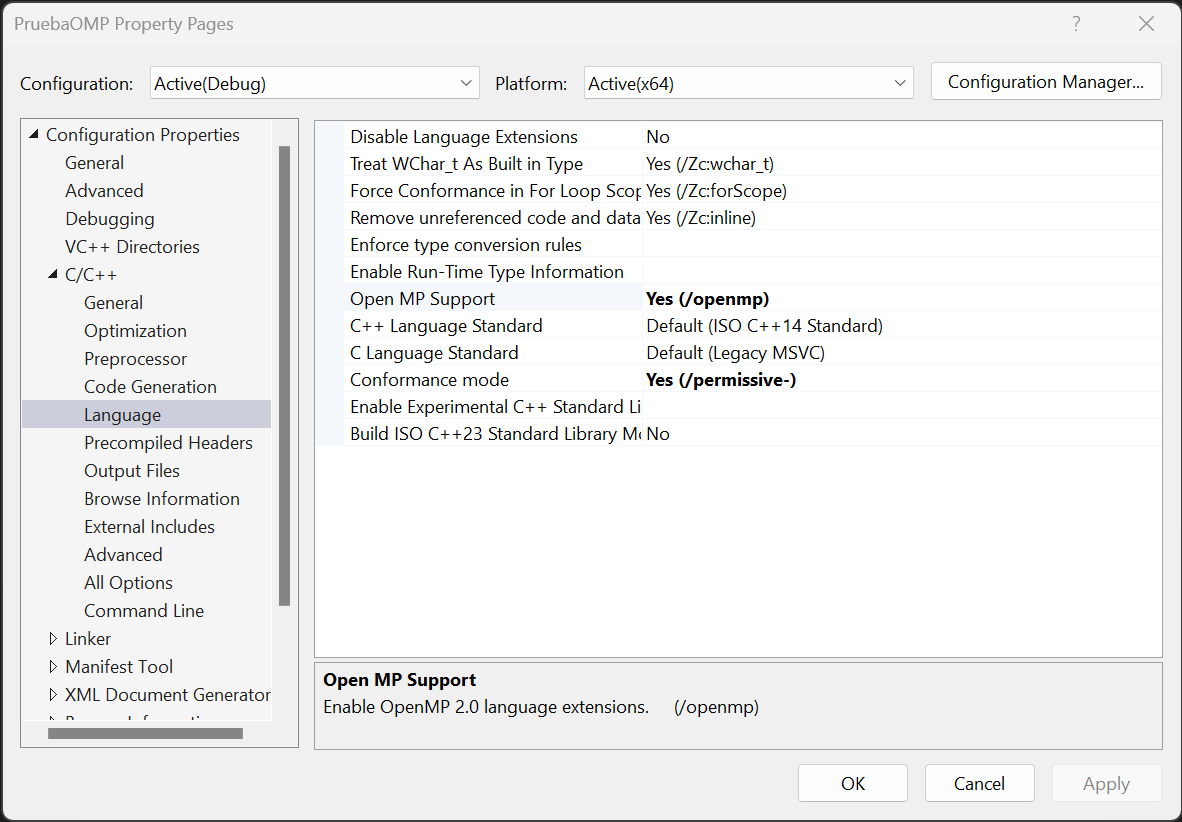 PruebaOMP Property Pages
?
Configuration: Active(Debug) Platform: Active(x64) Configuration Manager...
Configuration Properties
General
Advanced
Debugging
VC++ Directories
C/C++
General
Optimization
Preprocessor
Code Generation
Language
Precompiled Headers
Output Files
Browse Information
External Includes
Advanced
All Options
Command Line
Linker
Manifest Tool
XML Document Generator
Disable Language Extensions No
Treat WChar_t As Built in Type Yes (/Zc:wchar_t)
Force Conformance in For Loop Scop Yes (/Zc:forScope)
Remove unreferenced code and data Yes (/Zc:inline)
Enforce type conversion rules
Enable Run-Time Type Information
Open MP Support Yes (/openmp)
C++ Language Standard Default (ISO C++14 Standard)
C Language Standard Default (Legacy MSVC)
Conformance mode Yes (/permissive-)
Enable Experimental C++ Standard Li
Build ISO C++23 Standard Library Mo No
Open MP Support
Enable OpenMP 2.0 language extensions. (/openmp)
OK Cancel Apply